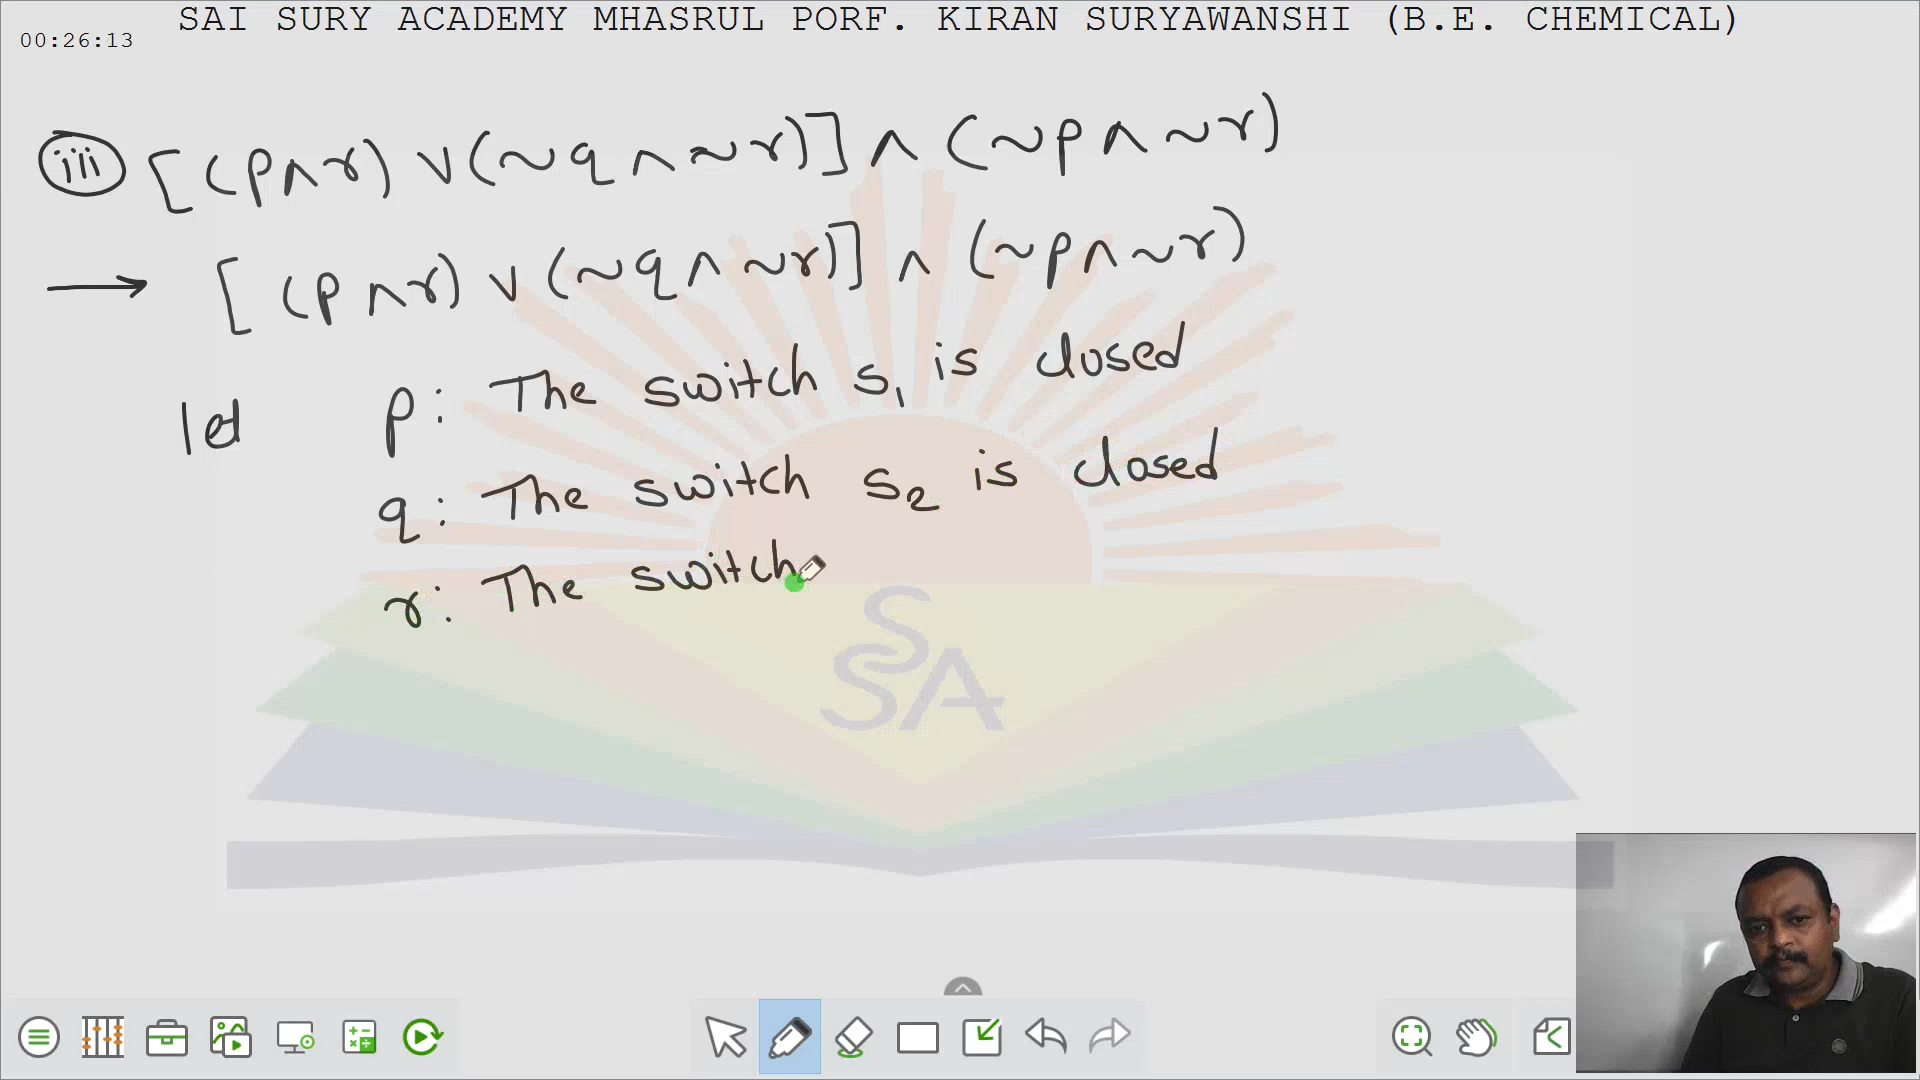 SAI SURY ACADEMY MHASRUL PORF. KIRAN SURYAWANSHI (B.E. CHEMICAL)
00:26:13
(iii) [(p∧r) ∨ (~q ∧ ~r)] ∧ (~p ∧ ~r)
→ [(p∧r) ∨ (~q ∧ ~r)] ∧ (~p ∧ ~r)
let p: The switch s₁ is closed
q: The switch s₂ is closed
r: The switch
SSA